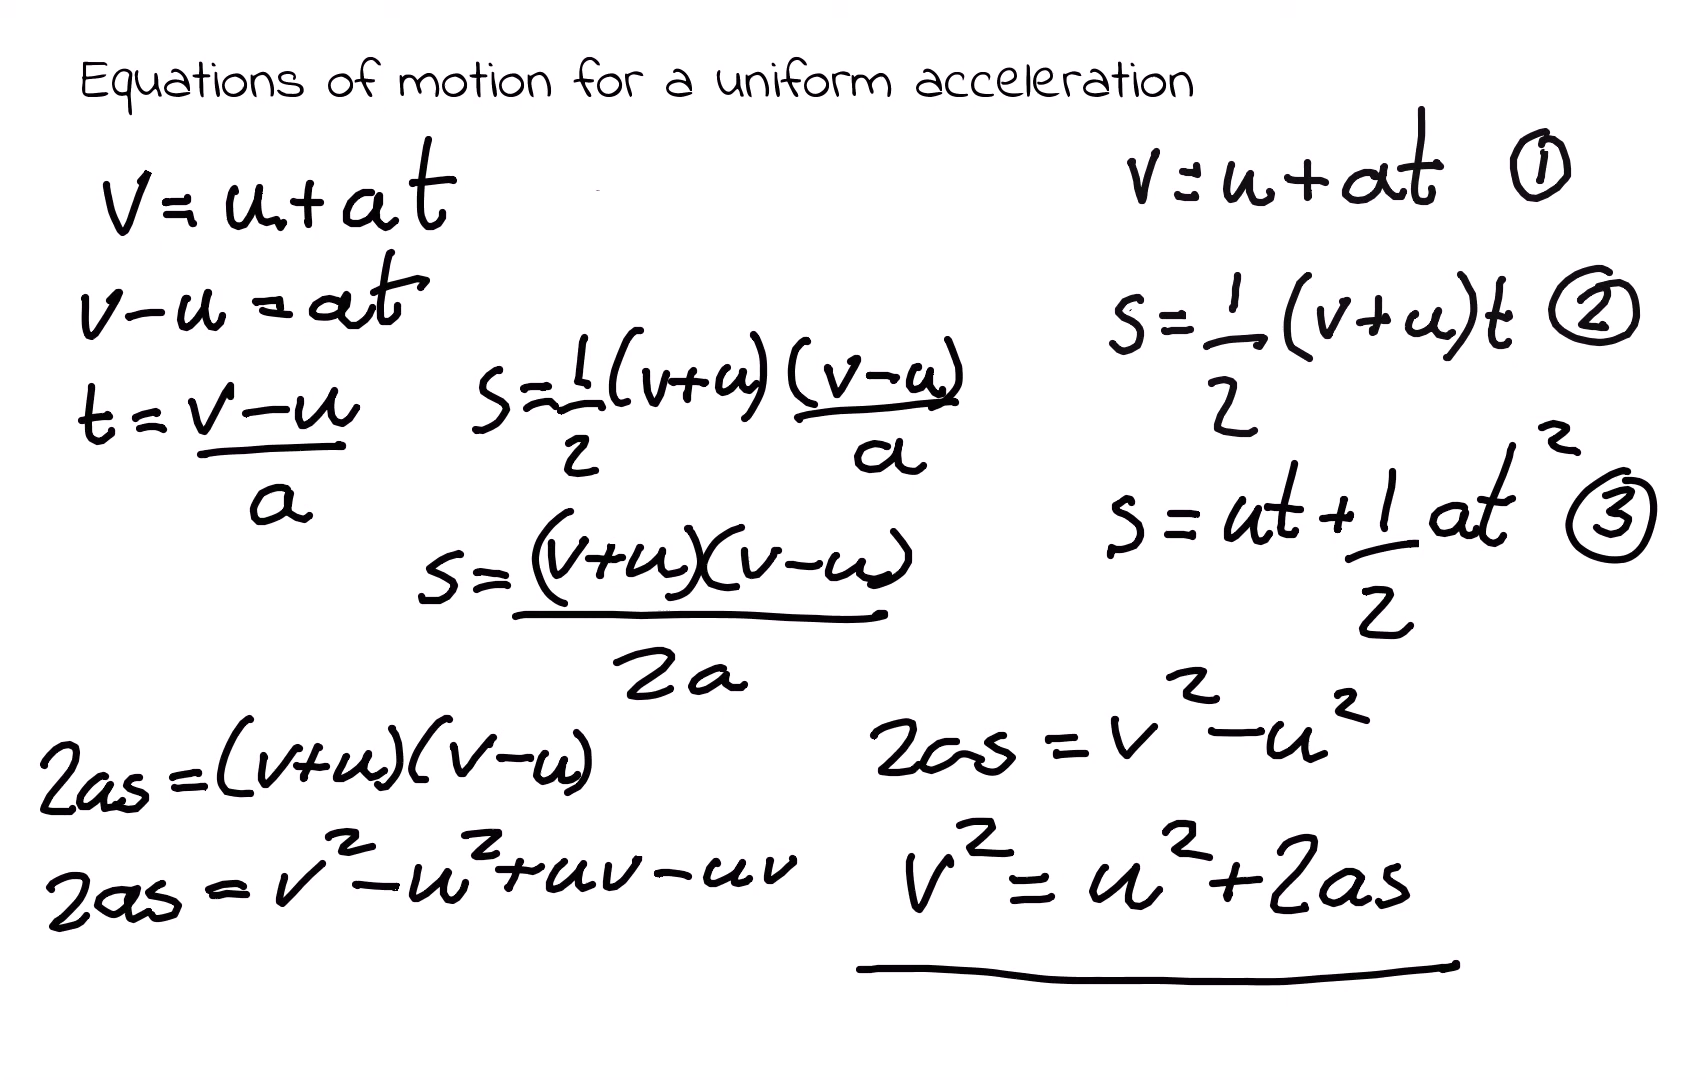 Equations of motion for a uniform acceleration
v = u + at
v - u = at
t = (v - u)/a
s = 1/2 (v+u) (v-u)/a
s = (v+u)(v-u)/2a
2as = (v+u)(v-u)
2as = v² - u² + uv - uv
v = u + at ①
s = 1/2 (v+u)t ②
s = ut + 1/2 at² ③
2as = v² - u²
v² = u² + 2as